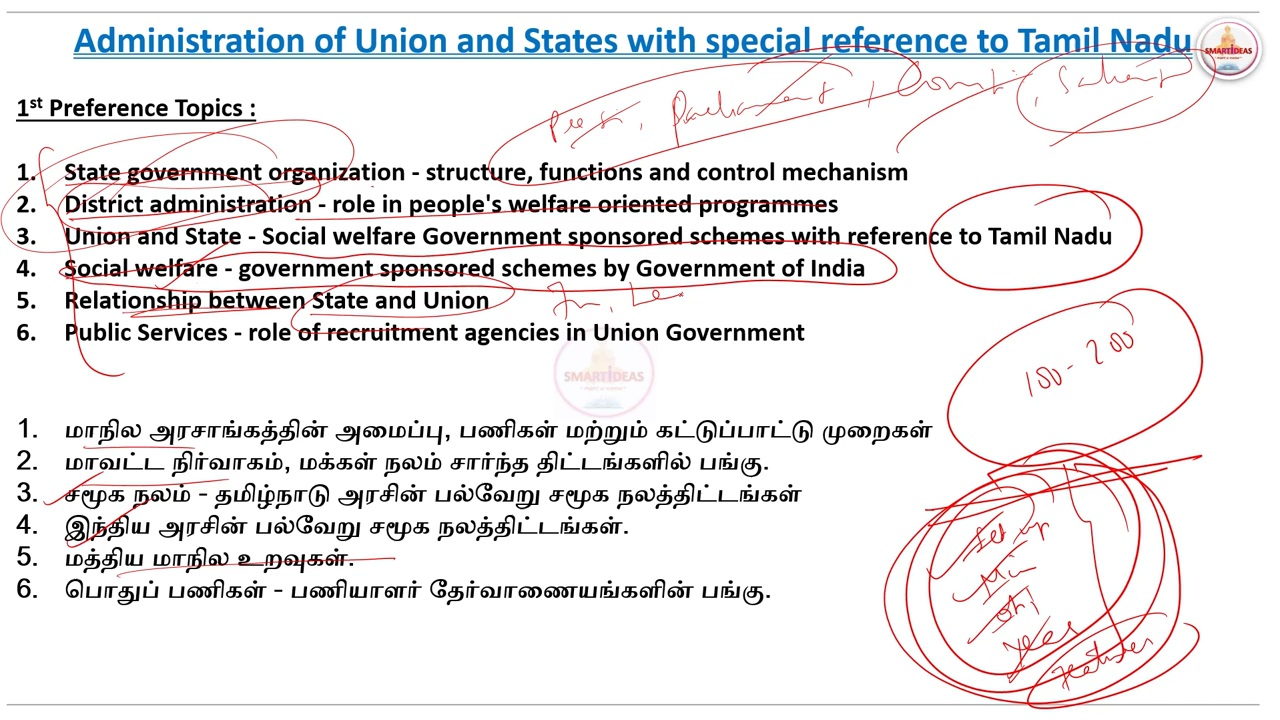 Administration of Union and States with special reference to Tamil Nadu
SMARTIDEAS
1st Preference Topics :
Parliament
1. State government organization - structure, functions and control mechanism
2. District administration - role in people's welfare oriented programmes
3. Union and State - Social welfare Government sponsored schemes with reference to Tamil Nadu
4. Social welfare - government sponsored schemes by Government of India
5. Relationship between State and Union
6. Public Services - role of recruitment agencies in Union Government
100 - 200
SMARTIDEAS
1. மாநில அரசாங்கத்தின் அமைப்பு, பணிகள் மற்றும் கட்டுப்பாட்டு முறைகள்
2. மாவட்ட நிர்வாகம், மக்கள் நலம் சார்ந்த திட்டங்களில் பங்கு.
3. சமூக நலம் - தமிழ்நாடு அரசின் பல்வேறு சமூக நலத்திட்டங்கள்
4. இந்திய அரசின் பல்வேறு சமூக நலத்திட்டங்கள்.
5. மத்திய மாநில உறவுகள்.
6. பொதுப் பணிகள் - பணியாளர் தேர்வாணையங்களின் பங்கு.